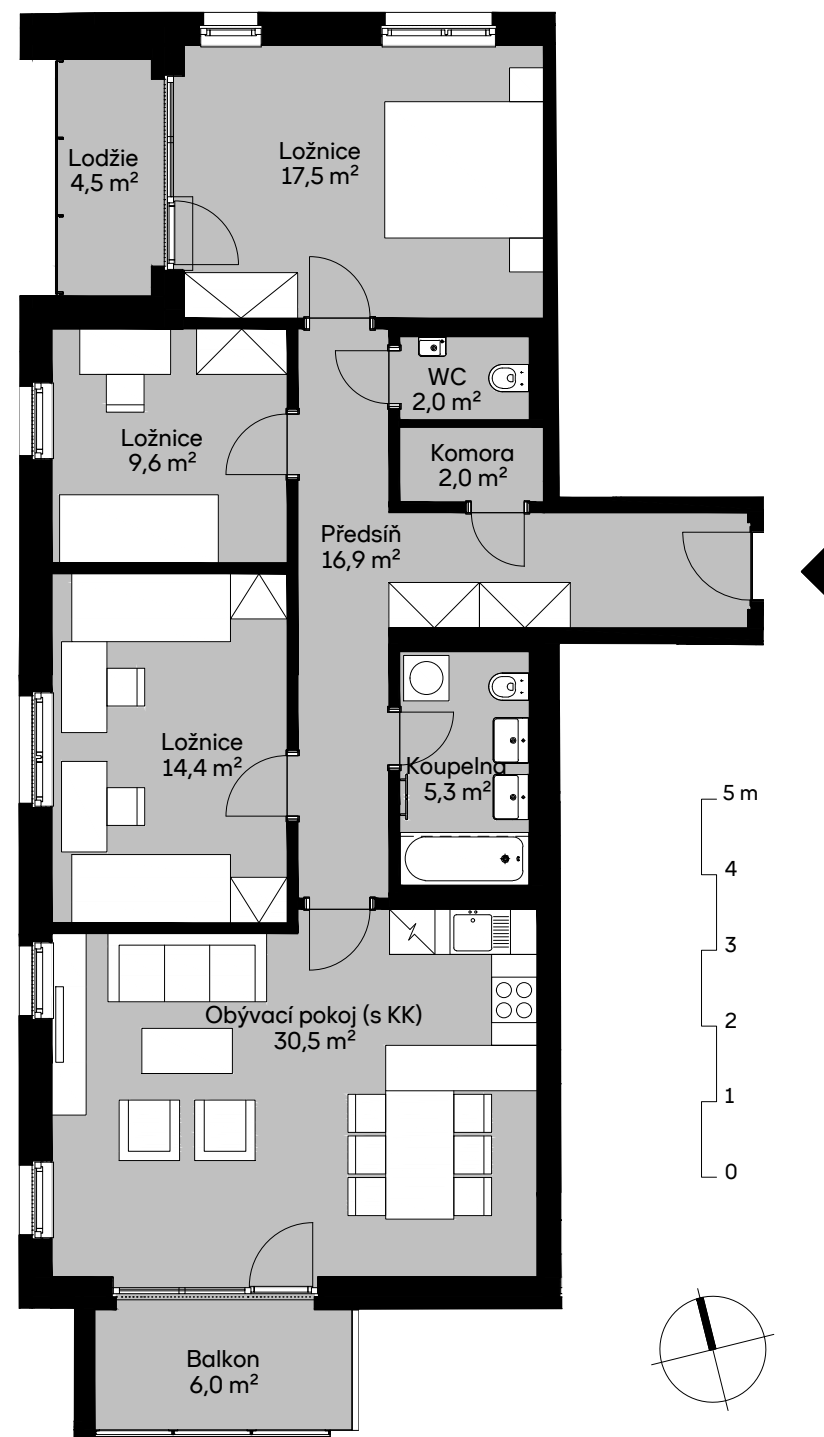 Lodžie
4,5 m²
Ložnice
17,5 m²
WC
2,0 m²
Ložnice
9,6 m²
Komora
2,0 m²
Předsíň
16,9 m²
Ložnice
14,4 m²
Koupelna
5,3 m²
5 m
4
3
2
1
0
Obývací pokoj (s KK)
30,5 m²
Balkon
6,0 m²